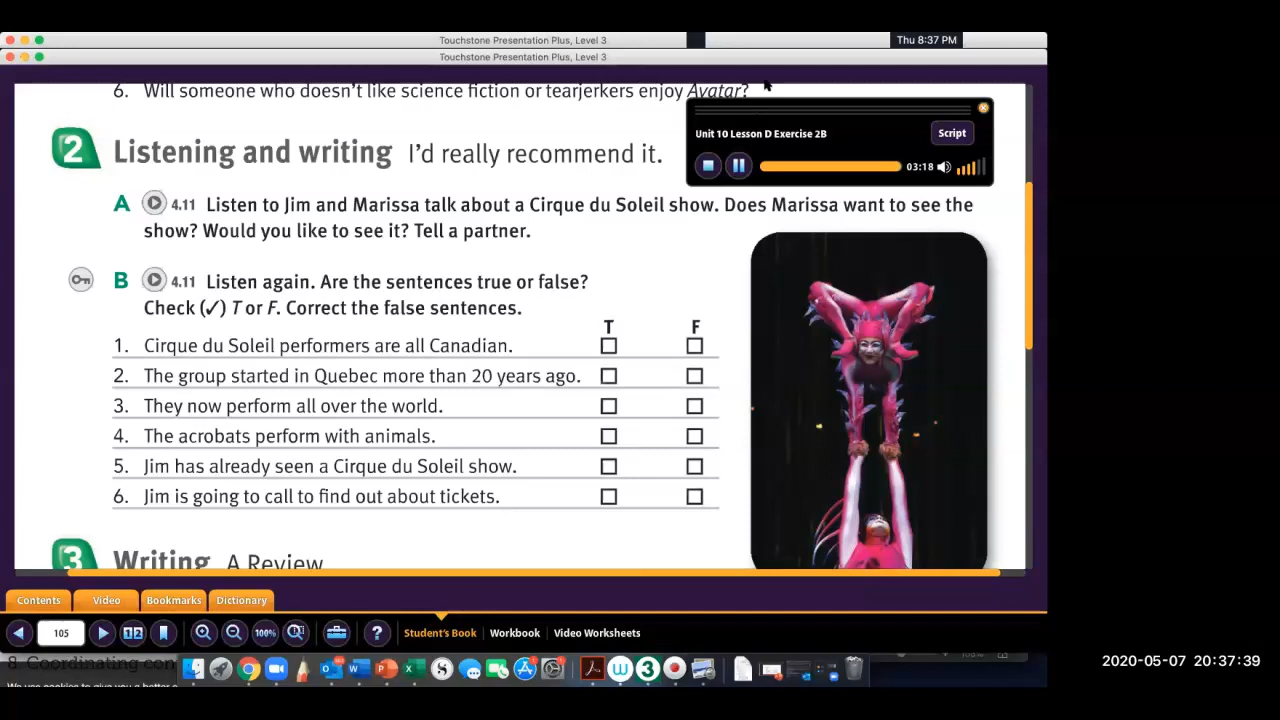 Touchstone Presentation Plus, Level 3
Thu 8:37 PM
Touchstone Presentation Plus, Level 3
6. Will someone who doesn't like science fiction or tearjerkers enjoy Avatar?
Unit 10 Lesson D Exercise 2B
Script
03:18
2 Listening and writing I'd really recommend it.
A 4.11 Listen to Jim and Marissa talk about a Cirque du Soleil show. Does Marissa want to see the
show? Would you like to see it? Tell a partner.
B 4.11 Listen again. Are the sentences true or false?
Check (✓) T or F. Correct the false sentences.
T F
1. Cirque du Soleil performers are all Canadian.
2. The group started in Quebec more than 20 years ago.
3. They now perform all over the world.
4. The acrobats perform with animals.
5. Jim has already seen a Cirque du Soleil show.
6. Jim is going to call to find out about tickets.
3 Writing A Review
Contents Video Bookmarks Dictionary
105 12 100% ? Student's Book Workbook Video Worksheets
8. Coordinating con
2020-05-07 20:37:39